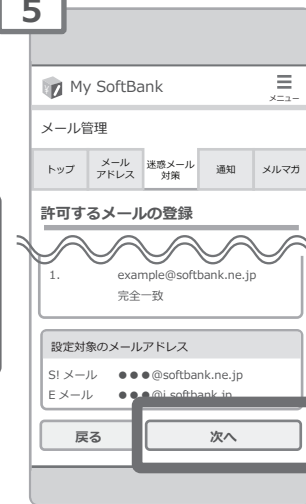 5
My SoftBank
メニュー
メール管理
トップ
メール
アドレス
迷惑メール
対策
通知
メルマガ
許可するメールの登録
1. example@softbank.ne.jp
完全一致
設定対象のメールアドレス
S! メール ●●●@softbank.ne.jp
E メール ●●●@i.softbank.jp
戻る
次へ